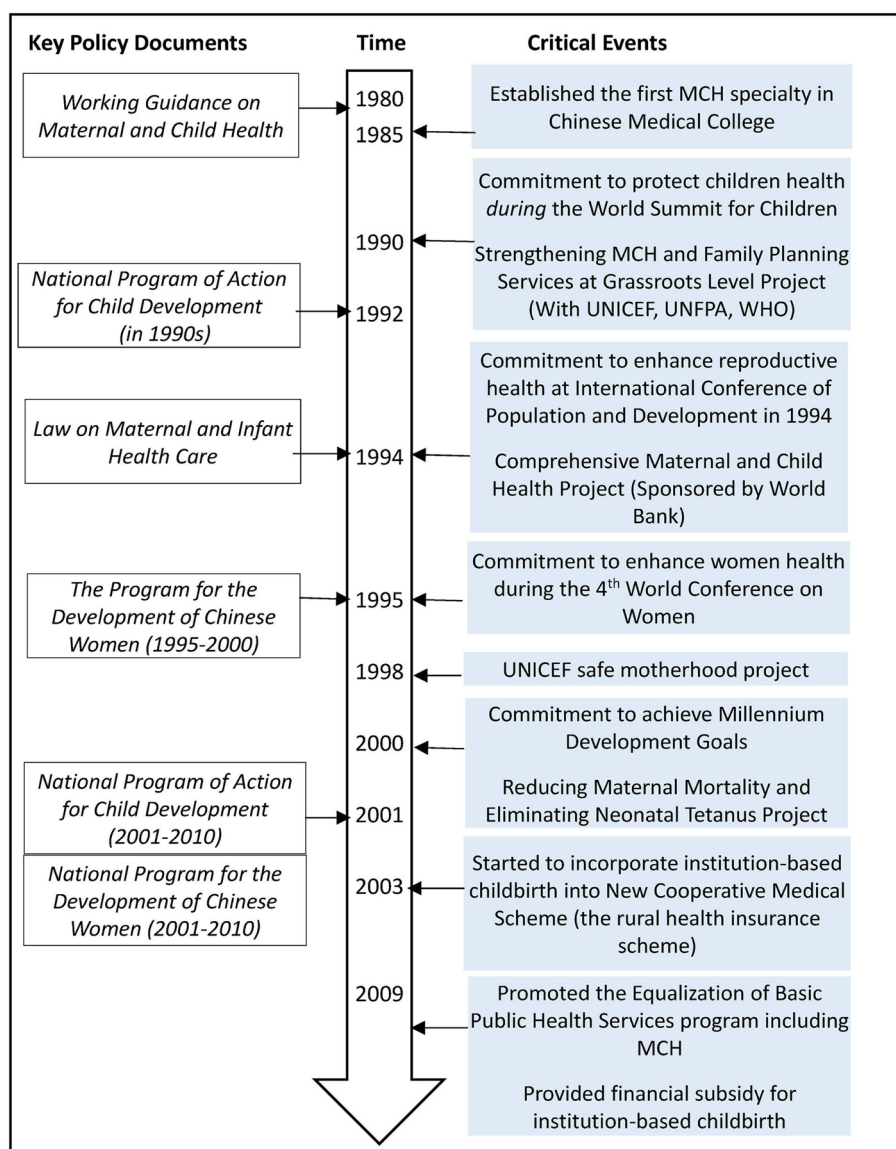 Key Policy Documents
Time
Critical Events
Working Guidance on
Maternal and Child Health
1980
Established the first MCH specialty in
Chinese Medical College
1985
Commitment to protect children health
during the World Summit for Children
1990
Strengthening MCH and Family Planning
Services at Grassroots Level Project
(With UNICEF, UNFPA, WHO)
National Program of Action
for Child Development
(in 1990s)
1992
Commitment to enhance reproductive
health at International Conference of
Population and Development in 1994
Law on Maternal and Infant
Health Care
1994
Comprehensive Maternal and Child
Health Project (Sponsored by World
Bank)
The Program for the
Development of Chinese
Women (1995-2000)
1995
Commitment to enhance women health
during the 4th World Conference on
Women
1998
UNICEF safe motherhood project
2000
Commitment to achieve Millennium
Development Goals
Reducing Maternal Mortality and
Eliminating Neonatal Tetanus Project
National Program of Action
for Child Development
(2001-2010)
2001
National Program for the
Development of Chinese
Women (2001-2010)
2003
Started to incorporate institution-based
childbirth into New Cooperative Medical
Scheme (the rural health insurance
scheme)
2009
Promoted the Equalization of Basic
Public Health Services program including
MCH
Provided financial subsidy for
institution-based childbirth